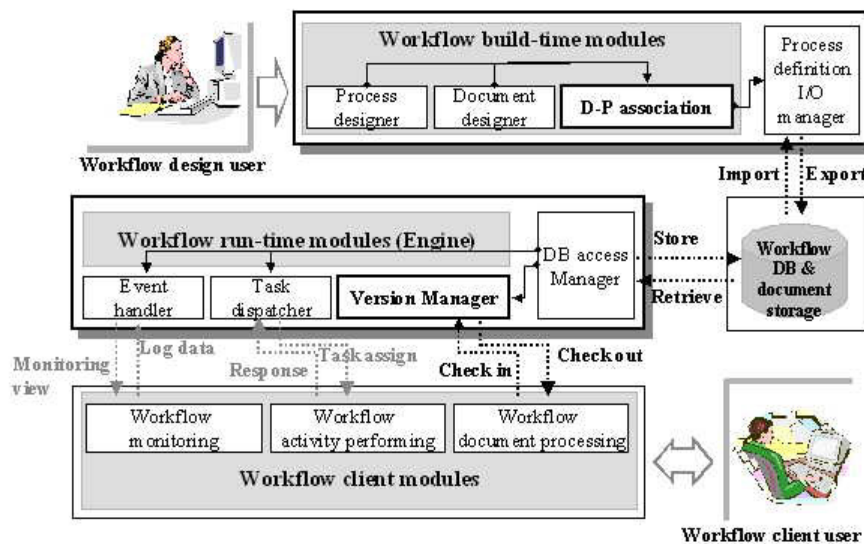 Workflow build-time modules
Process
designer
Document
designer
D-P association
Process
definition
I/O
manager
Workflow design user
Import
Export
Workflow run-time modules (Engine)
DB access
Manager
Store
Retrieve
Workflow
DB &
document
storage
Event
handler
Task
dispatcher
Version Manager
Monitoring
view
Log data
Response
Task assign
Check in
Check out
Workflow
monitoring
Workflow
activity performing
Workflow
document processing
Workflow client modules
Workflow client user